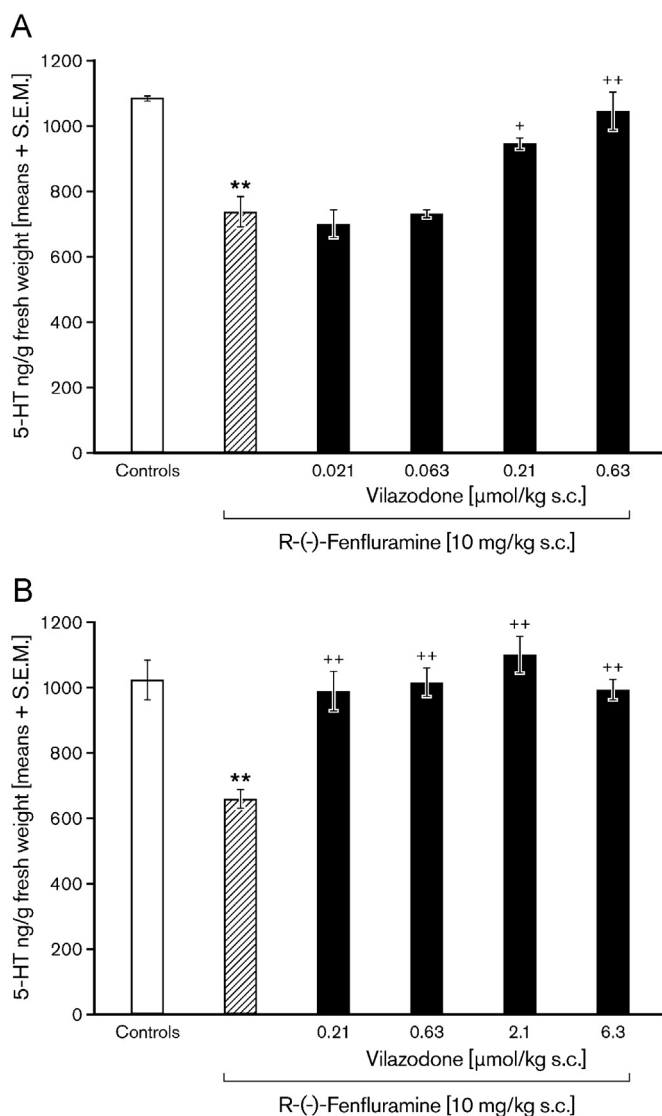 A
5-HT ng/g fresh weight [means + S.E.M.]
1200
1000
800
600
400
200
0
**
+
++
Controls
0.021 0.063 0.21 0.63
Vilazodone [μmol/kg s.c.]
R-(-)-Fenfluramine [10 mg/kg s.c.]
B
5-HT ng/g fresh weight [means + S.E.M.]
1200
1000
800
600
400
200
0
**
++ ++ ++ ++
Controls
0.21 0.63 2.1 6.3
Vilazodone [μmol/kg s.c.]
R-(-)-Fenfluramine [10 mg/kg s.c.]